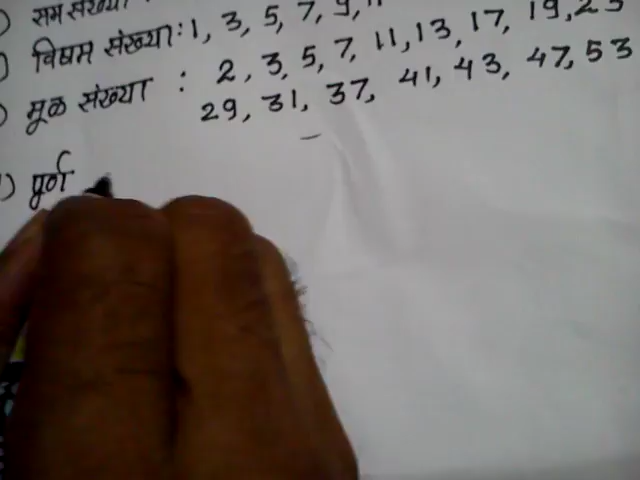 ) सम संख्या :
) विषम संख्या : 1, 3, 5, 7, 9, 11
) मूळ संख्या : 2, 3, 5, 7, 11, 13, 17, 19, 23
29, 31, 37, 41, 43, 47, 53
) पूर्ण